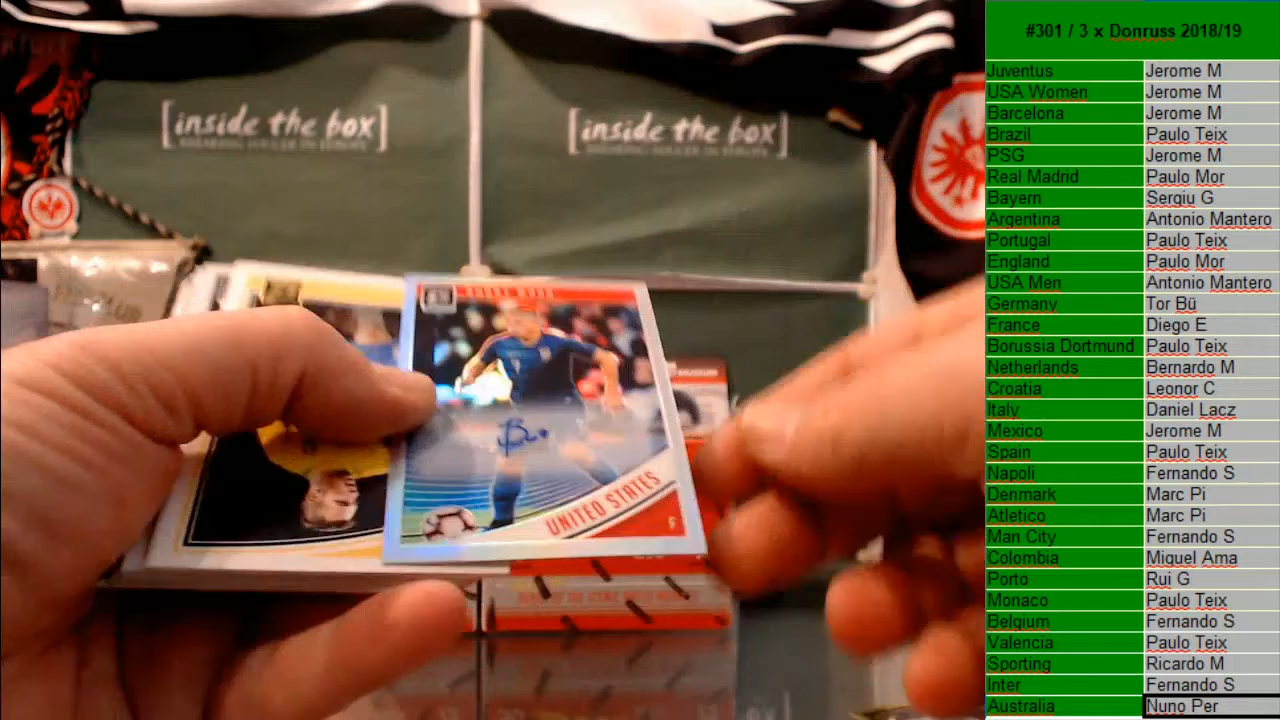 [inside the box]
[inside the box]
BREAKING SOCCER IN EUROPE
UNITED STATES
#301 / 3 x Donruss 2018/19
Juventus Jerome M
USA Women Jerome M
Barcelona Jerome M
Brazil Paulo Teix
PSG Jerome M
Real Madrid Paulo Mor
Bayern Sergiu G
Argentina Antonio Mantero
Portugal Paulo Teix
England Paulo Mor
USA Men Antonio Mantero
Germany Tor Bü
France Diego E
Borussia Dortmund Paulo Teix
Netherlands Bernardo M
Croatia Leonor C
Italy Daniel Lacz
Mexico Jerome M
Spain Paulo Teix
Napoli Fernando S
Denmark Marc Pi
Atletico Marc Pi
Man City Fernando S
Colombia Miguel Ama
Porto Rui G
Monaco Paulo Teix
Belgium Fernando S
Valencia Paulo Teix
Sporting Ricardo M
Inter Fernando S
Australia Nuno Per